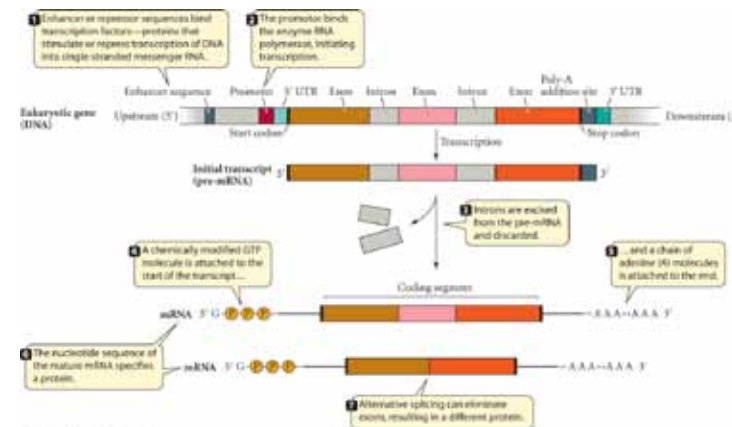 1 Enhancer or repressor sequences bind
transcription factors—proteins that
stimulate or repress transcription of DNA
into single-stranded messenger RNA.
2 The promotor binds
the enzyme RNA
polymerase, initiating
transcription.
Enhancer sequence Promoter 5' UTR Exon Intron Exon Intron Exon Poly-A
addition site 3' UTR
Eukaryotic gene
(DNA)
Upstream (5')
Downstream (
Start codon
Stop codon
Transcription
Initial transcript
(pre-mRNA)
5'
3'
3 Introns are excised
from the pre-mRNA
and discarded.
4 A chemically modified GTP
molecule is attached to the
start of the transcript...
5 ...and a chain of
adenine (A) molecules
is attached to the end.
Coding segment
mRNA 5' G-P P P
AAA--AAA 3'
6 The nucleotide sequence of
the mature mRNA specifies
a protein.
mRNA 5' G-P P P
AAA--AAA 3'
7 Alternative splicing can eliminate
exons, resulting in a different protein.